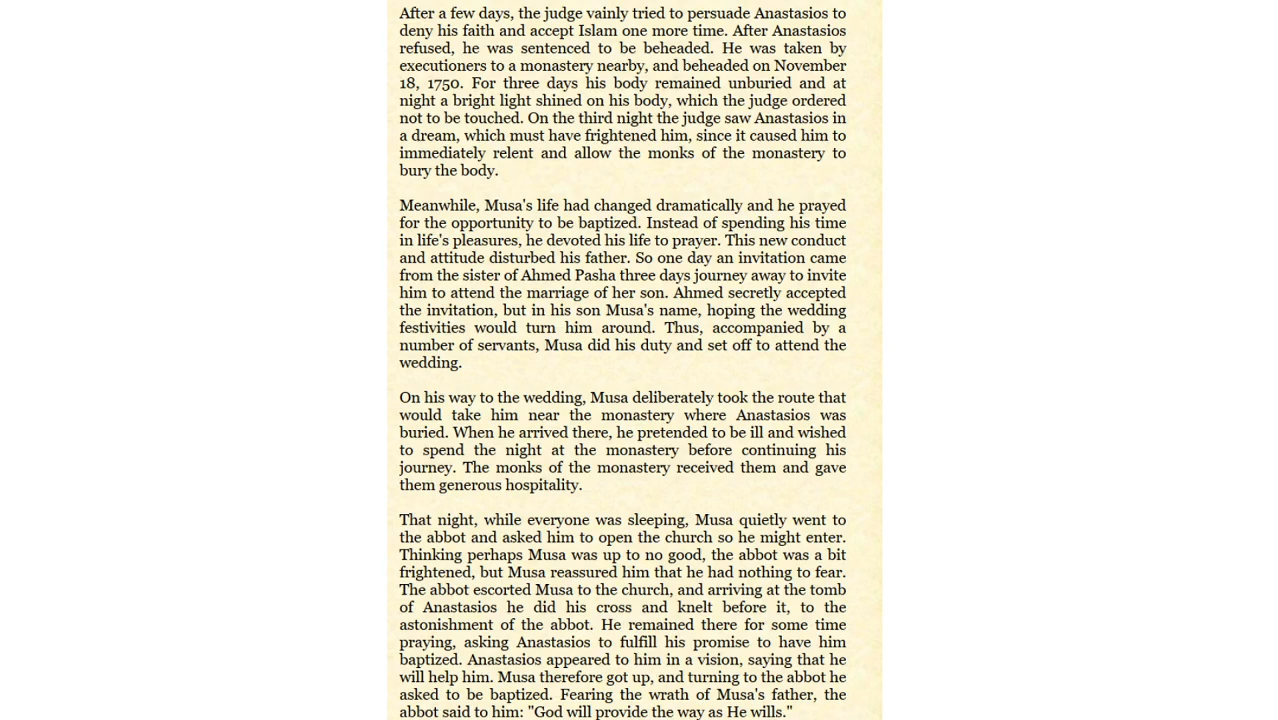 After a few days, the judge vainly tried to persuade Anastasios to
deny his faith and accept Islam one more time. After Anastasios
refused, he was sentenced to be beheaded. He was taken by
executioners to a monastery nearby, and beheaded on November
18, 1750. For three days his body remained unburied and at
night a bright light shined on his body, which the judge ordered
not to be touched. On the third night the judge saw Anastasios in
a dream, which must have frightened him, since it caused him to
immediately relent and allow the monks of the monastery to
bury the body.
Meanwhile, Musa's life had changed dramatically and he prayed
for the opportunity to be baptized. Instead of spending his time
in life's pleasures, he devoted his life to prayer. This new conduct
and attitude disturbed his father. So one day an invitation came
from the sister of Ahmed Pasha three days journey away to invite
him to attend the marriage of her son. Ahmed secretly accepted
the invitation, but in his son Musa's name, hoping the wedding
festivities would turn him around. Thus, accompanied by a
number of servants, Musa did his duty and set off to attend the
wedding.
On his way to the wedding, Musa deliberately took the route that
would take him near the monastery where Anastasios was
buried. When he arrived there, he pretended to be ill and wished
to spend the night at the monastery before continuing his
journey. The monks of the monastery received them and gave
them generous hospitality.
That night, while everyone was sleeping, Musa quietly went to
the abbot and asked him to open the church so he might enter.
Thinking perhaps Musa was up to no good, the abbot was a bit
frightened, but Musa reassured him that he had nothing to fear.
The abbot escorted Musa to the church, and arriving at the tomb
of Anastasios he did his cross and knelt before it, to the
astonishment of the abbot. He remained there for some time
praying, asking Anastasios to fulfill his promise to have him
baptized. Anastasios appeared to him in a vision, saying that he
will help him. Musa therefore got up, and turning to the abbot he
asked to be baptized. Fearing the wrath of Musa's father, the
abbot said to him: "God will provide the way as He wills."